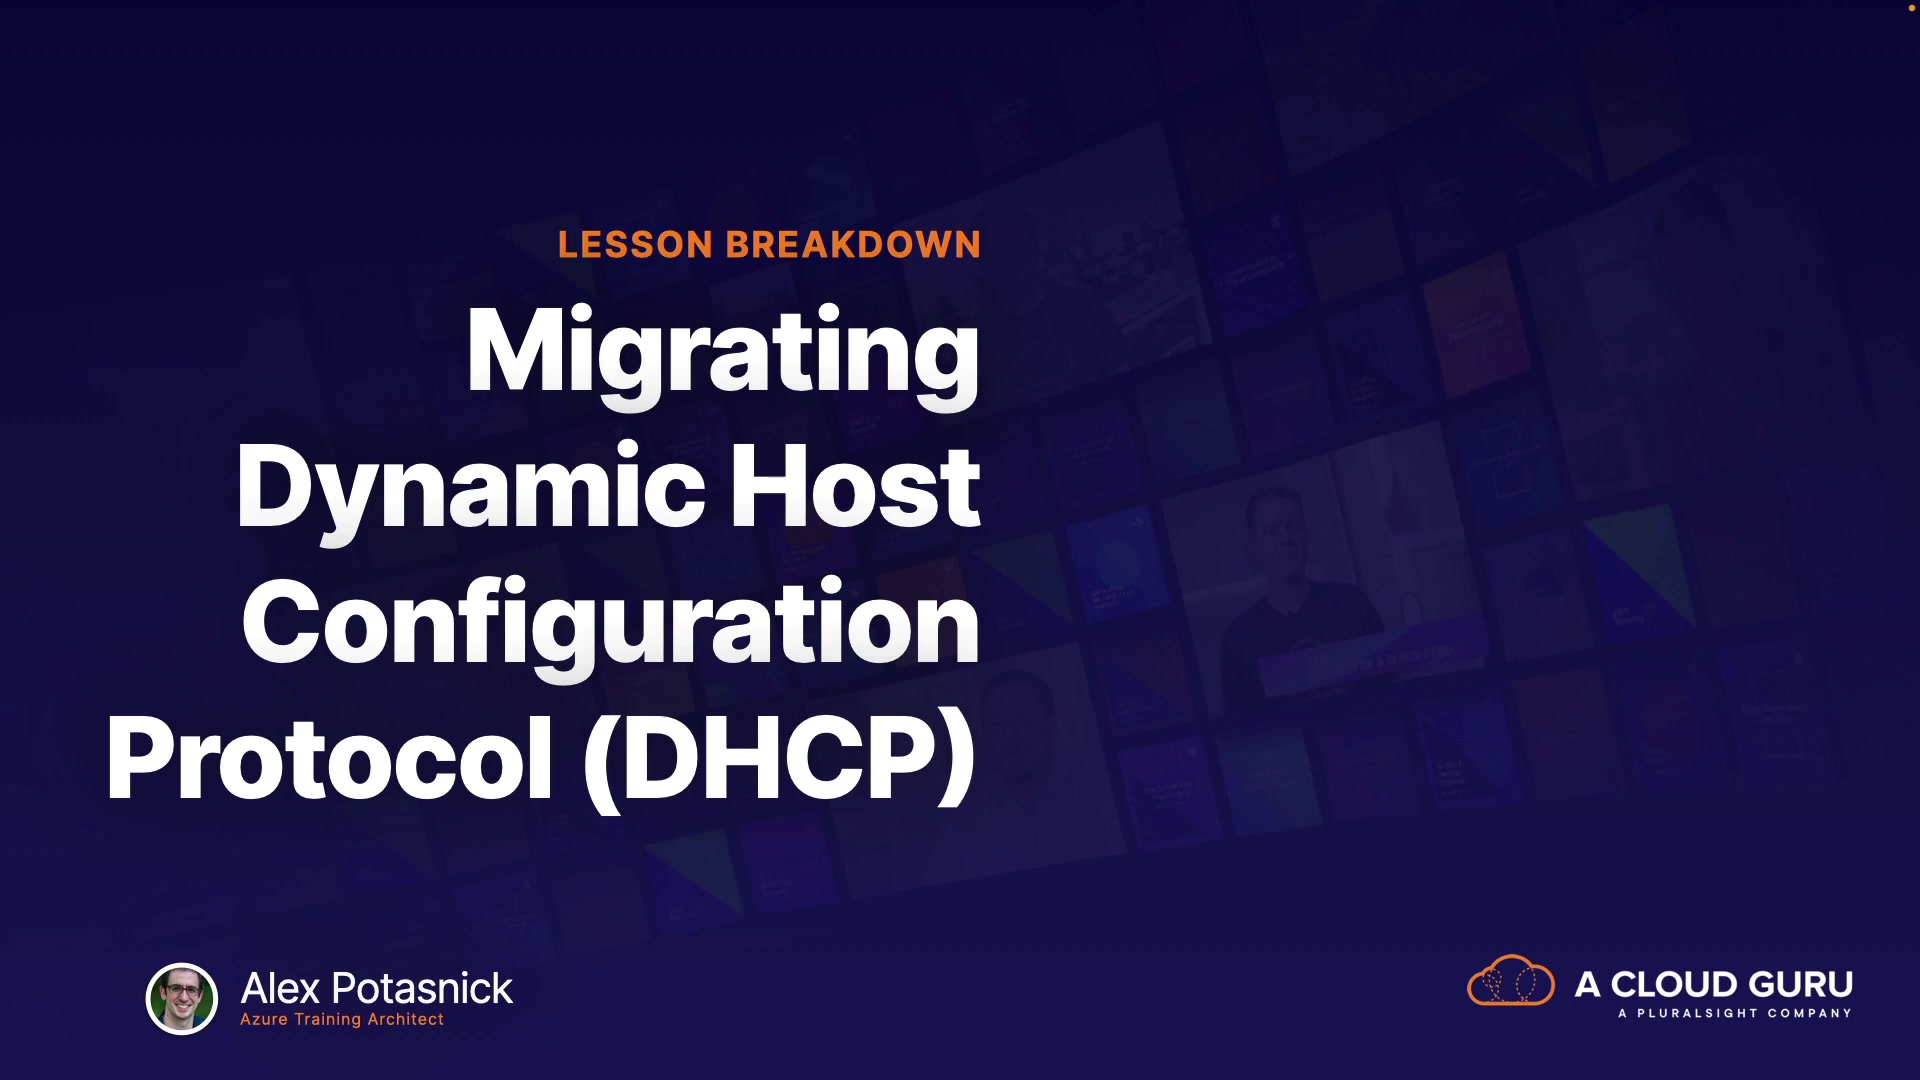 LESSON BREAKDOWN
Migrating
Dynamic Host
Configuration
Protocol (DHCP)
Alex Potasnick
Azure Training Architect
A CLOUD GURU
A PLURALSIGHT COMPANY